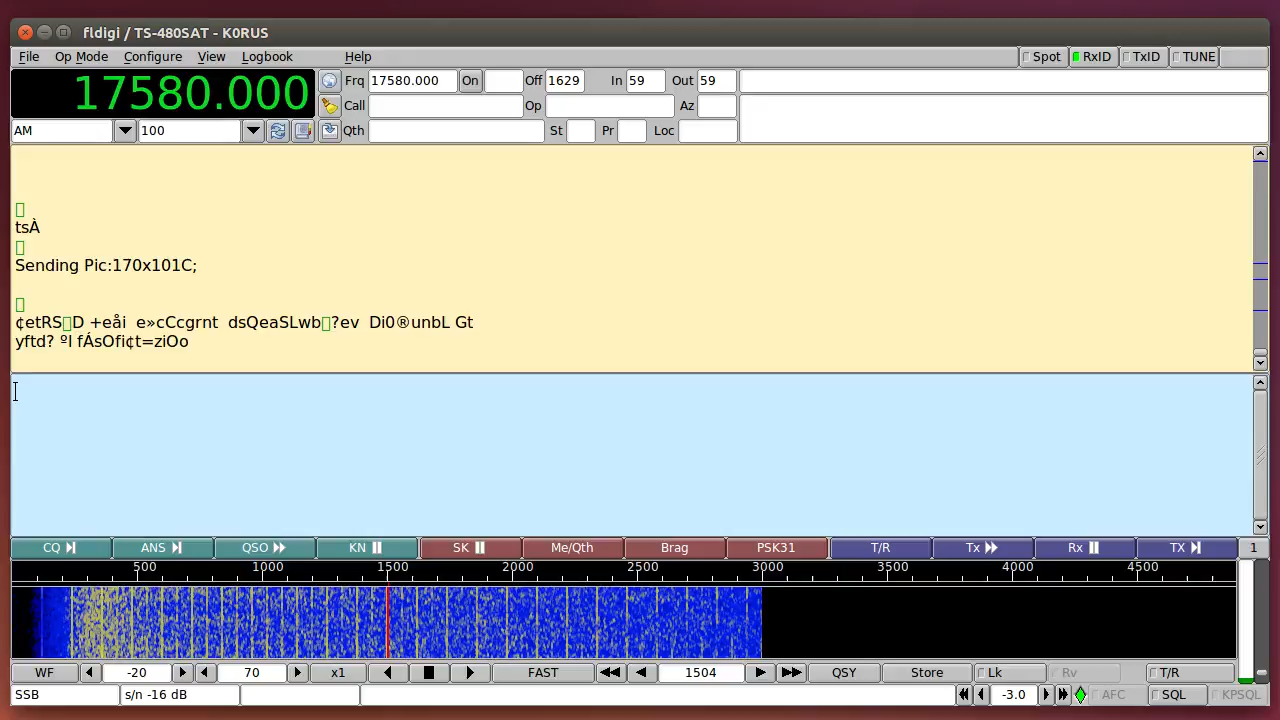 fldigi / TS-480SAT - K0RUS
File Op Mode Configure View Logbook Help Spot RxID TxID TUNE
17580.000 Frq 17580.000 On Off 1629 In 59 Out 59
Call Op Az
AM 100 Qth St Pr Loc
tsÀ
Sending Pic:170x101C;
¢etRS▯D +eåi e»cCcgrnt dsQeaSLwb▯?ev Di0®unbL Gt
yftd? ºl fÁsOfi¢t=ziOo
CQ ANS QSO KN SK Me/Qth Brag PSK31 T/R Tx Rx TX 1
500 1000 1500 2000 2500 3000 3500 4000 4500
WF -20 70 x1 FAST 1504 QSY Store Lk Rv T/R
SSB s/n -16 dB -3.0 AFC SQL KPSQL